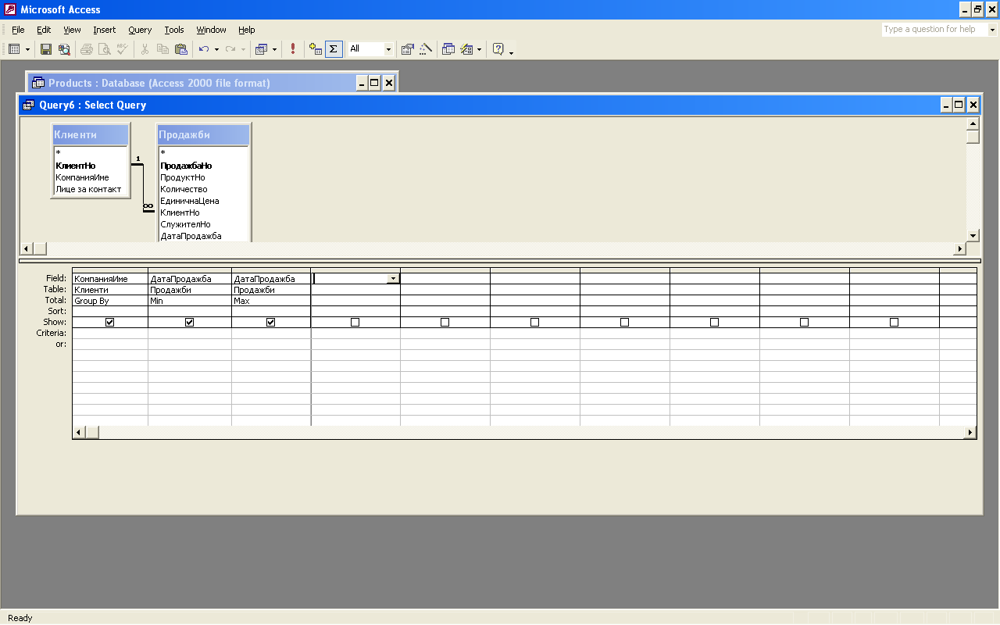 Microsoft Access
File Edit View Insert Query Tools Window Help
Type a question for help
All
Products : Database (Access 2000 file format)
Query6 : Select Query
Клиенти
*
КлиентНо
КомпанияИме
Лице за контакт
1
∞
Продажби
*
ПродажбаНо
ПродуктНо
Количество
ЕдиничнаЦена
КлиентНо
СлужителНо
ДатаПродажба
Field: КомпанияИме ДатаПродажба ДатаПродажба
Table: Клиенти Продажби Продажби
Total: Group By Min Max
Sort:
Show:
Criteria:
or:
Ready